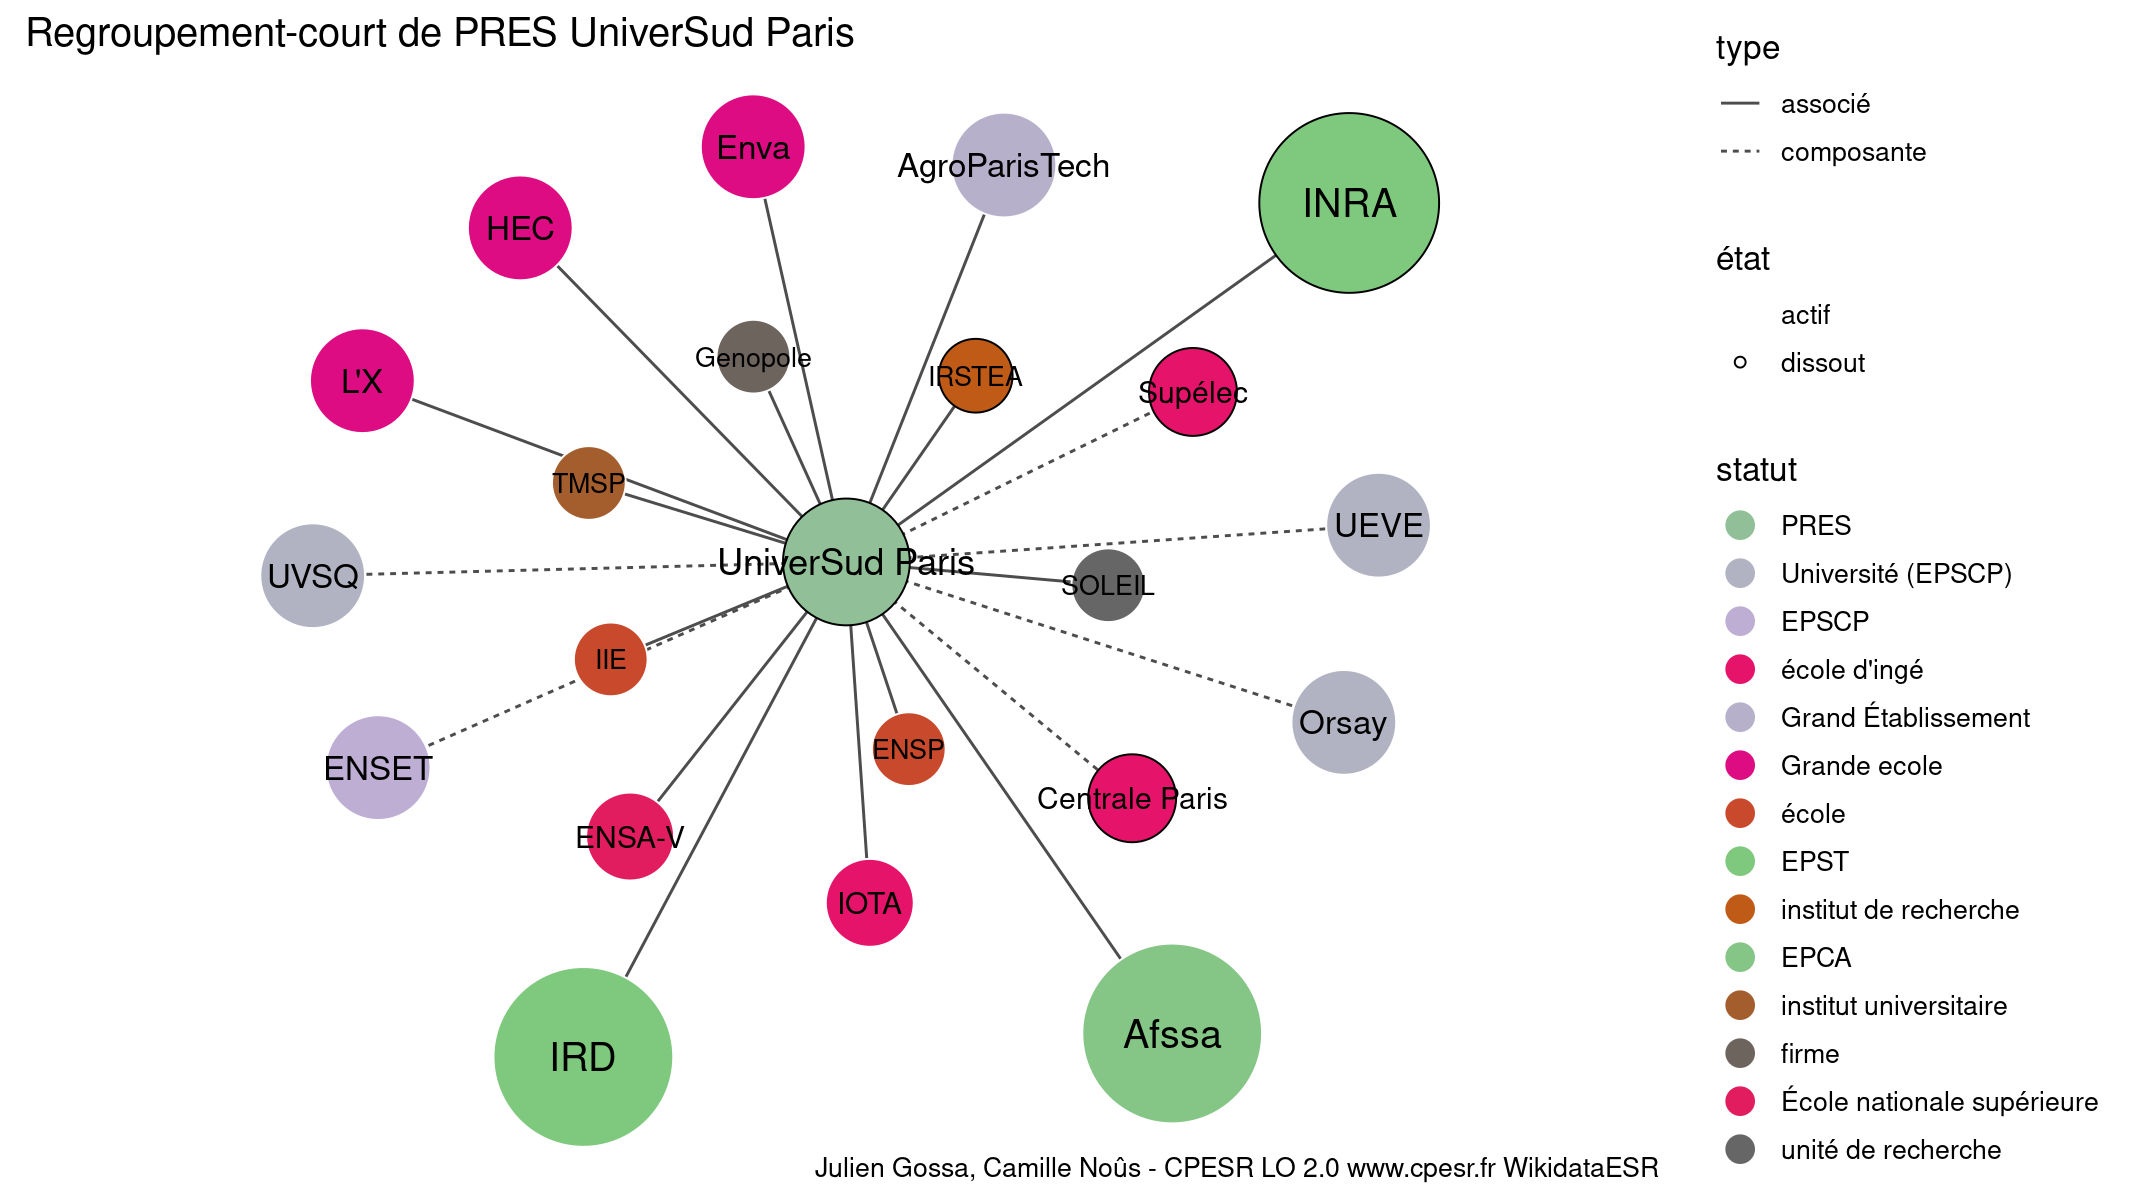 Regroupement-court de PRES UniverSud Paris
Enva
AgroParisTech
INRA
HEC
Genopole
IRSTEA
L'X
Supélec
TMSP
UEVE
UniverSud Paris
UVSQ
SOLEIL
IIE
Orsay
ENSP
ENSET
Centrale Paris
ENSA-V
IOTA
Afssa
IRD
type
associé
composante
état
actif
dissout
statut
PRES
Université (EPSCP)
EPSCP
école d'ingé
Grand Établissement
Grande ecole
école
EPST
institut de recherche
EPCA
institut universitaire
firme
École nationale supérieure
unité de recherche
Julien Gossa, Camille Noûs - CPESR LO 2.0 www.cpesr.fr WikidataESR